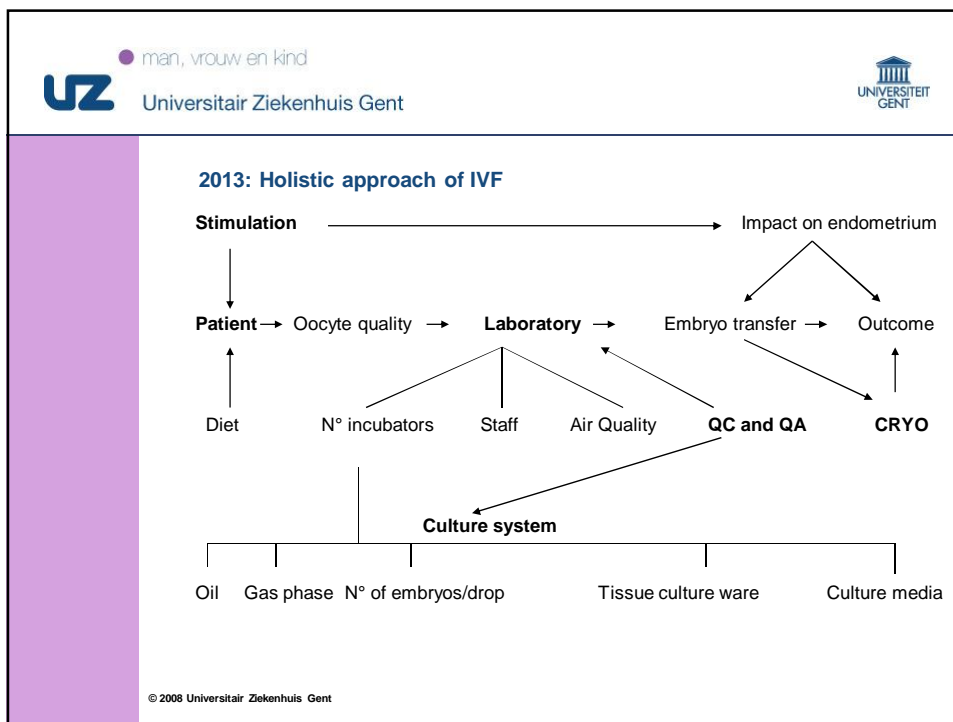 man, vrouw en kind
UZ
Universitair Ziekenhuis Gent
UNIVERSITEIT
GENT
2013: Holistic approach of IVF
Stimulation Impact on endometrium
Patient Oocyte quality Laboratory Embryo transfer Outcome
Diet N° incubators Staff Air Quality QC and QA CRYO
Culture system
Oil Gas phase N° of embryos/drop Tissue culture ware Culture media
© 2008 Universitair Ziekenhuis Gent